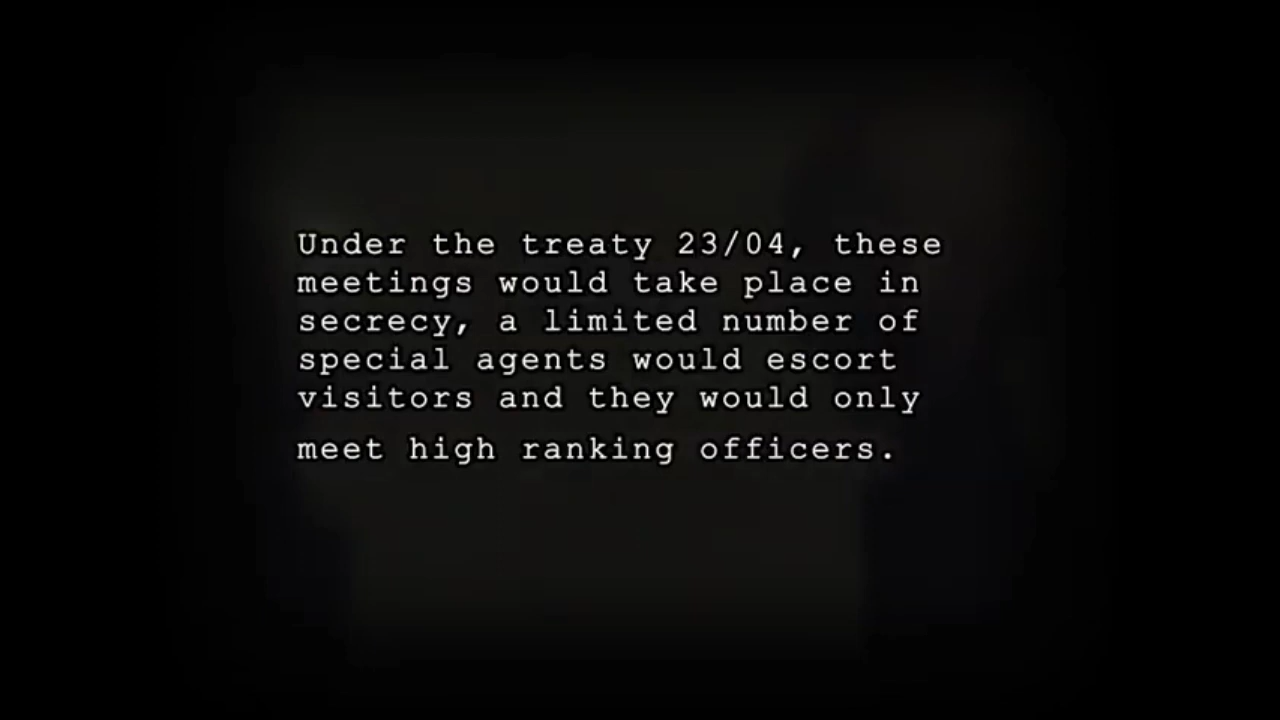 Under the treaty 23/04, these
meetings would take place in
secrecy, a limited number of
special agents would escort
visitors and they would only
meet high ranking officers.